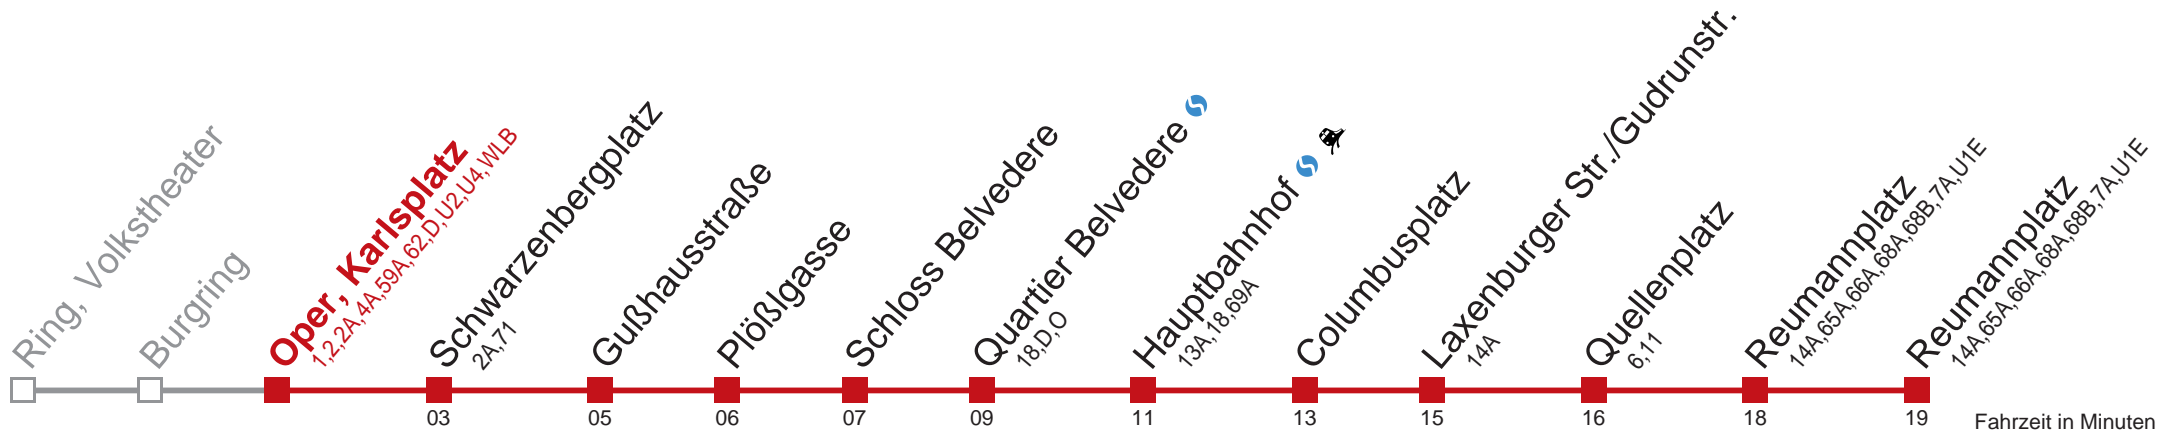 Ring, Volkstheater
Burgring
Oper, Karlsplatz
1,2,2A,4A,59A,62,D,U2,U4,WLB
Schwarzenbergplatz
2A,71
Gußhausstraße
Plößlgasse
Schloss Belvedere
Quartier Belvedere
18,D,O
Hauptbahnhof
13A,18,69A
Columbusplatz
Laxenburger Str./Gudrunstr.
14A
Quellenplatz
6,11
Reumannplatz
14A,65A,66A,68A,68B,7A,U1E
Reumannplatz
14A,65A,66A,68A,68B,7A,U1E
03 05 06 07 09 11 13 15 16 18 19 Fahrzeit in Minuten